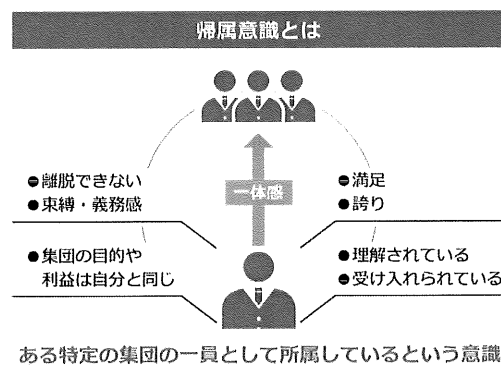 帰属意識とは
●離脱できない
●束縛・義務感
一体感
●満足
●誇り
●集団の目的や
利益は自分と同じ
●理解されている
●受け入れられている
ある特定の集団の一員として所属しているという意識